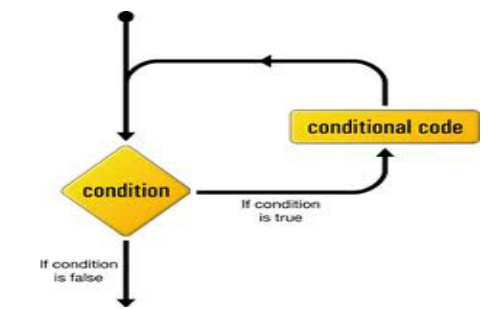 conditional code
condition
If condition
is true
If condition
is false